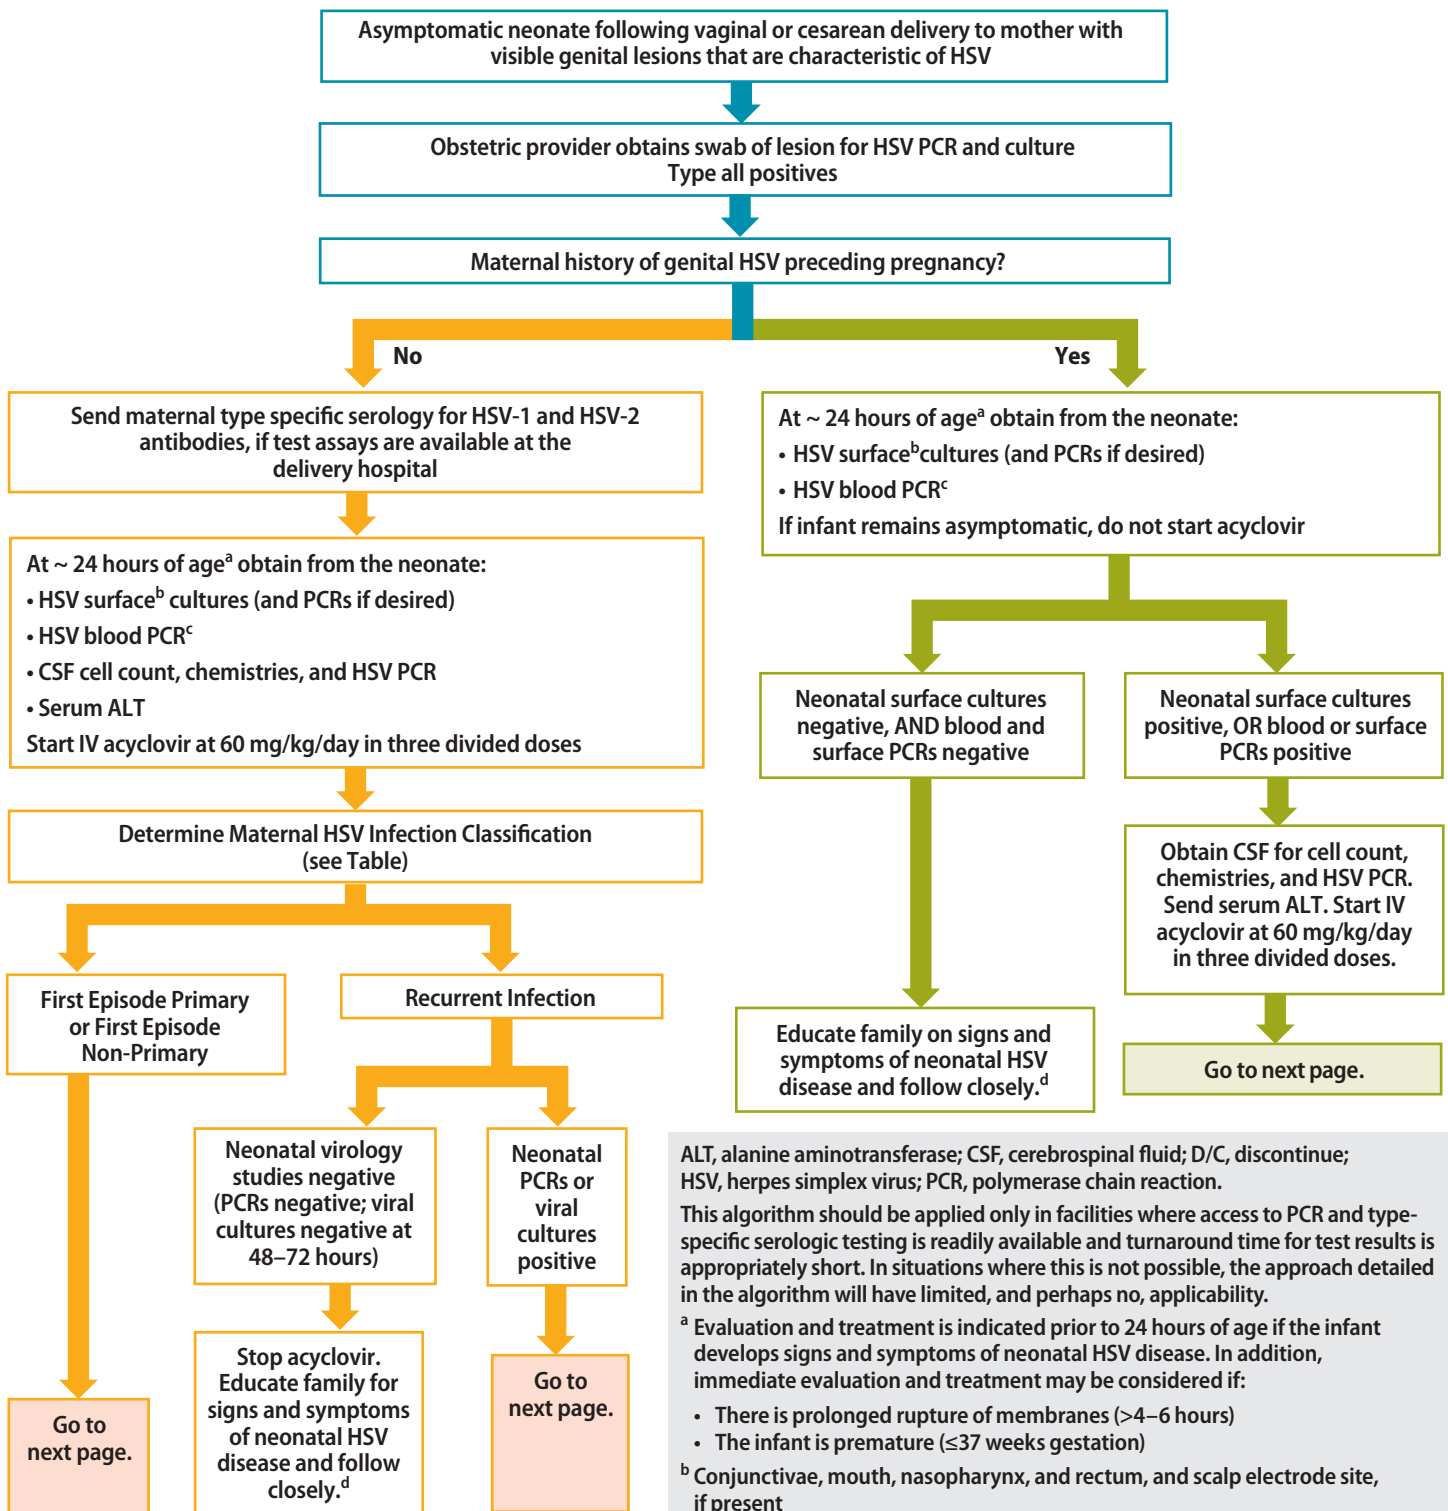 Asymptomatic neonate following vaginal or cesarean delivery to mother with
visible genital lesions that are characteristic of HSV
Obstetric provider obtains swab of lesion for HSV PCR and culture
Type all positives
Maternal history of genital HSV preceding pregnancy?
No
Yes
Send maternal type specific serology for HSV-1 and HSV-2
antibodies, if test assays are available at the
delivery hospital
At ~ 24 hours of ageᵃ obtain from the neonate:
• HSV surfaceᵇ cultures (and PCRs if desired)
• HSV blood PCRᶜ
• CSF cell count, chemistries, and HSV PCR
• Serum ALT
Start IV acyclovir at 60 mg/kg/day in three divided doses
Determine Maternal HSV Infection Classification
(see Table)
First Episode Primary
or First Episode
Non-Primary
Recurrent Infection
Neonatal virology
studies negative
(PCRs negative; viral
cultures negative at
48–72 hours)
Neonatal
PCRs or
viral
cultures
positive
Go to
next page.
Stop acyclovir.
Educate family for
signs and symptoms
of neonatal HSV
disease and follow
closely.ᵈ
Go to
next page.
At ~ 24 hours of ageᵃ obtain from the neonate:
• HSV surfaceᵇcultures (and PCRs if desired)
• HSV blood PCRᶜ
If infant remains asymptomatic, do not start acyclovir
Neonatal surface cultures
negative, AND blood and
surface PCRs negative
Neonatal surface cultures
positive, OR blood or surface
PCRs positive
Obtain CSF for cell count,
chemistries, and HSV PCR.
Send serum ALT. Start IV
acyclovir at 60 mg/kg/day
in three divided doses.
Educate family on signs and
symptoms of neonatal HSV
disease and follow closely.ᵈ
Go to next page.
ALT, alanine aminotransferase; CSF, cerebrospinal fluid; D/C, discontinue;
HSV, herpes simplex virus; PCR, polymerase chain reaction.
This algorithm should be applied only in facilities where access to PCR and type-
specific serologic testing is readily available and turnaround time for test results is
appropriately short. In situations where this is not possible, the approach detailed
in the algorithm will have limited, and perhaps no, applicability.
ᵃ Evaluation and treatment is indicated prior to 24 hours of age if the infant
develops signs and symptoms of neonatal HSV disease. In addition,
immediate evaluation and treatment may be considered if:
• There is prolonged rupture of membranes (>4–6 hours)
• The infant is premature (≤37 weeks gestation)
ᵇ Conjunctivae, mouth, nasopharynx, and rectum, and scalp electrode site,
if present